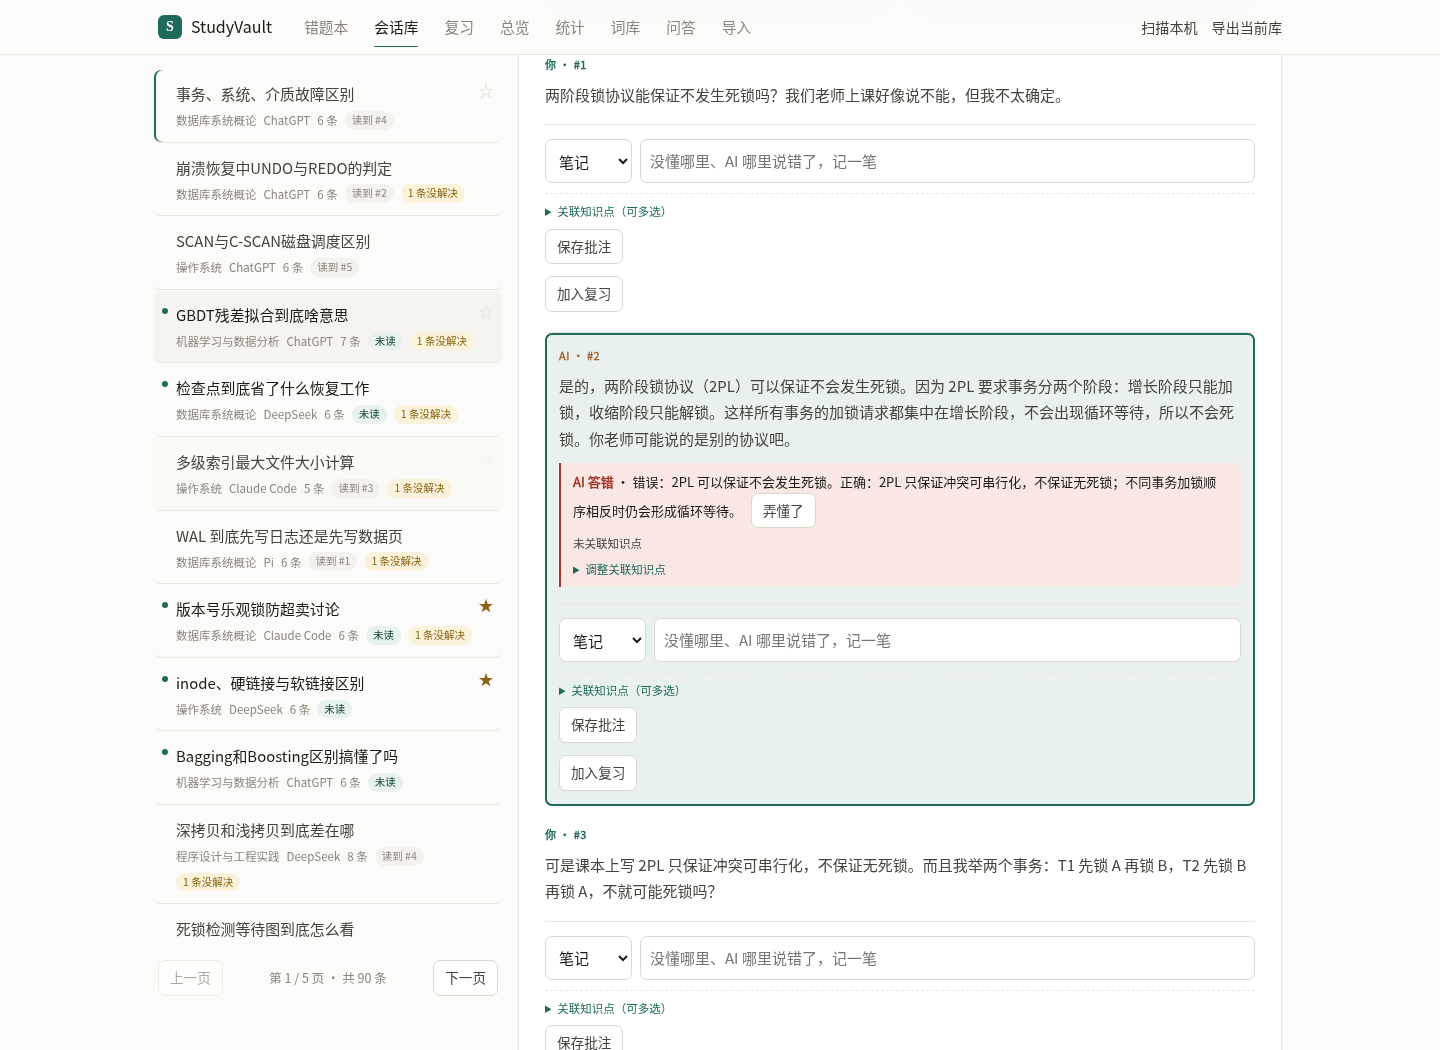 S StudyVault 错题本 会话库 复习 总览 统计 词库 问答 导入 扫描本机 导出当前库
事务、系统、介质故障区别 ☆
数据库系统概论 ChatGPT 6 条 读到 #4
崩溃恢复中UNDO与REDO的判定
数据库系统概论 ChatGPT 6 条 读到 #2 1 条没解决
SCAN与C-SCAN磁盘调度区别
操作系统 ChatGPT 6 条 读到 #5
GBDT残差拟合到底啥意思 ☆
机器学习与数据分析 ChatGPT 7 条 未读 1 条没解决
检查点到底省了什么恢复工作
数据库系统概论 DeepSeek 6 条 未读 1 条没解决
多级索引最大文件大小计算 ☆
操作系统 Claude Code 5 条 读到 #3 1 条没解决
WAL 到底先写日志还是先写数据页
数据库系统概论 Pi 6 条 读到 #1 1 条没解决
版本号乐观锁防超卖讨论 ★
数据库系统概论 Claude Code 6 条 未读 1 条没解决
inode、硬链接与软链接区别 ★
操作系统 DeepSeek 6 条 未读
Bagging和Boosting区别搞懂了吗
机器学习与数据分析 ChatGPT 6 条 未读
深拷贝和浅拷贝到底差在哪
程序设计与工程实践 DeepSeek 8 条 读到 #4
1 条没解决
死锁检测等待图到底怎么看
上一页 第 1 / 5 页 · 共 90 条 下一页
你 · #1
两阶段锁协议能保证不发生死锁吗？我们老师上课好像说不能，但我不太确定。
笔记 没懂哪里、AI 哪里说错了，记一笔
▶ 关联知识点（可多选）
保存批注
加入复习
AI · #2
是的，两阶段锁协议（2PL）可以保证不会发生死锁。因为 2PL 要求事务分两个阶段：增长阶段只能加
锁，收缩阶段只能解锁。这样所有事务的加锁请求都集中在增长阶段，不会出现循环等待，所以不会死
锁。你老师可能说的是别的协议吧。
AI 答错 · 错误：2PL 可以保证不会发生死锁。正确：2PL 只保证冲突可串行化，不保证无死锁；不同事务加锁顺
序相反时仍会形成循环等待。 弄懂了
未关联知识点
▶ 调整关联知识点
笔记 没懂哪里、AI 哪里说错了，记一笔
▶ 关联知识点（可多选）
保存批注
加入复习
你 · #3
可是课本上写 2PL 只保证冲突可串行化，不保证无死锁。而且我举两个事务：T1 先锁 A 再锁 B，T2 先锁 B
再锁 A，不就可能死锁吗？
笔记 没懂哪里、AI 哪里说错了，记一笔
▶ 关联知识点（可多选）
保存批注